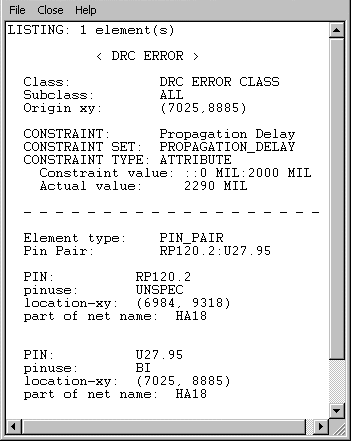 File Close Help
LISTING: 1 element(s)
< DRC ERROR >
Class: DRC ERROR CLASS
Subclass: ALL
Origin xy: (7025,8885)
CONSTRAINT: Propagation Delay
CONSTRAINT SET: PROPAGATION_DELAY
CONSTRAINT TYPE: ATTRIBUTE
Constraint value: ::0 MIL:2000 MIL
Actual value: 2290 MIL
- - - - - - - - - - - - - - - - - - - -
Element type: PIN_PAIR
Pin Pair: RP120.2:U27.95
PIN: RP120.2
pinuse: UNSPEC
location-xy: (6984, 9318)
part of net name: HA18
PIN: U27.95
pinuse: BI
location-xy: (7025, 8885)
part of net name: HA18